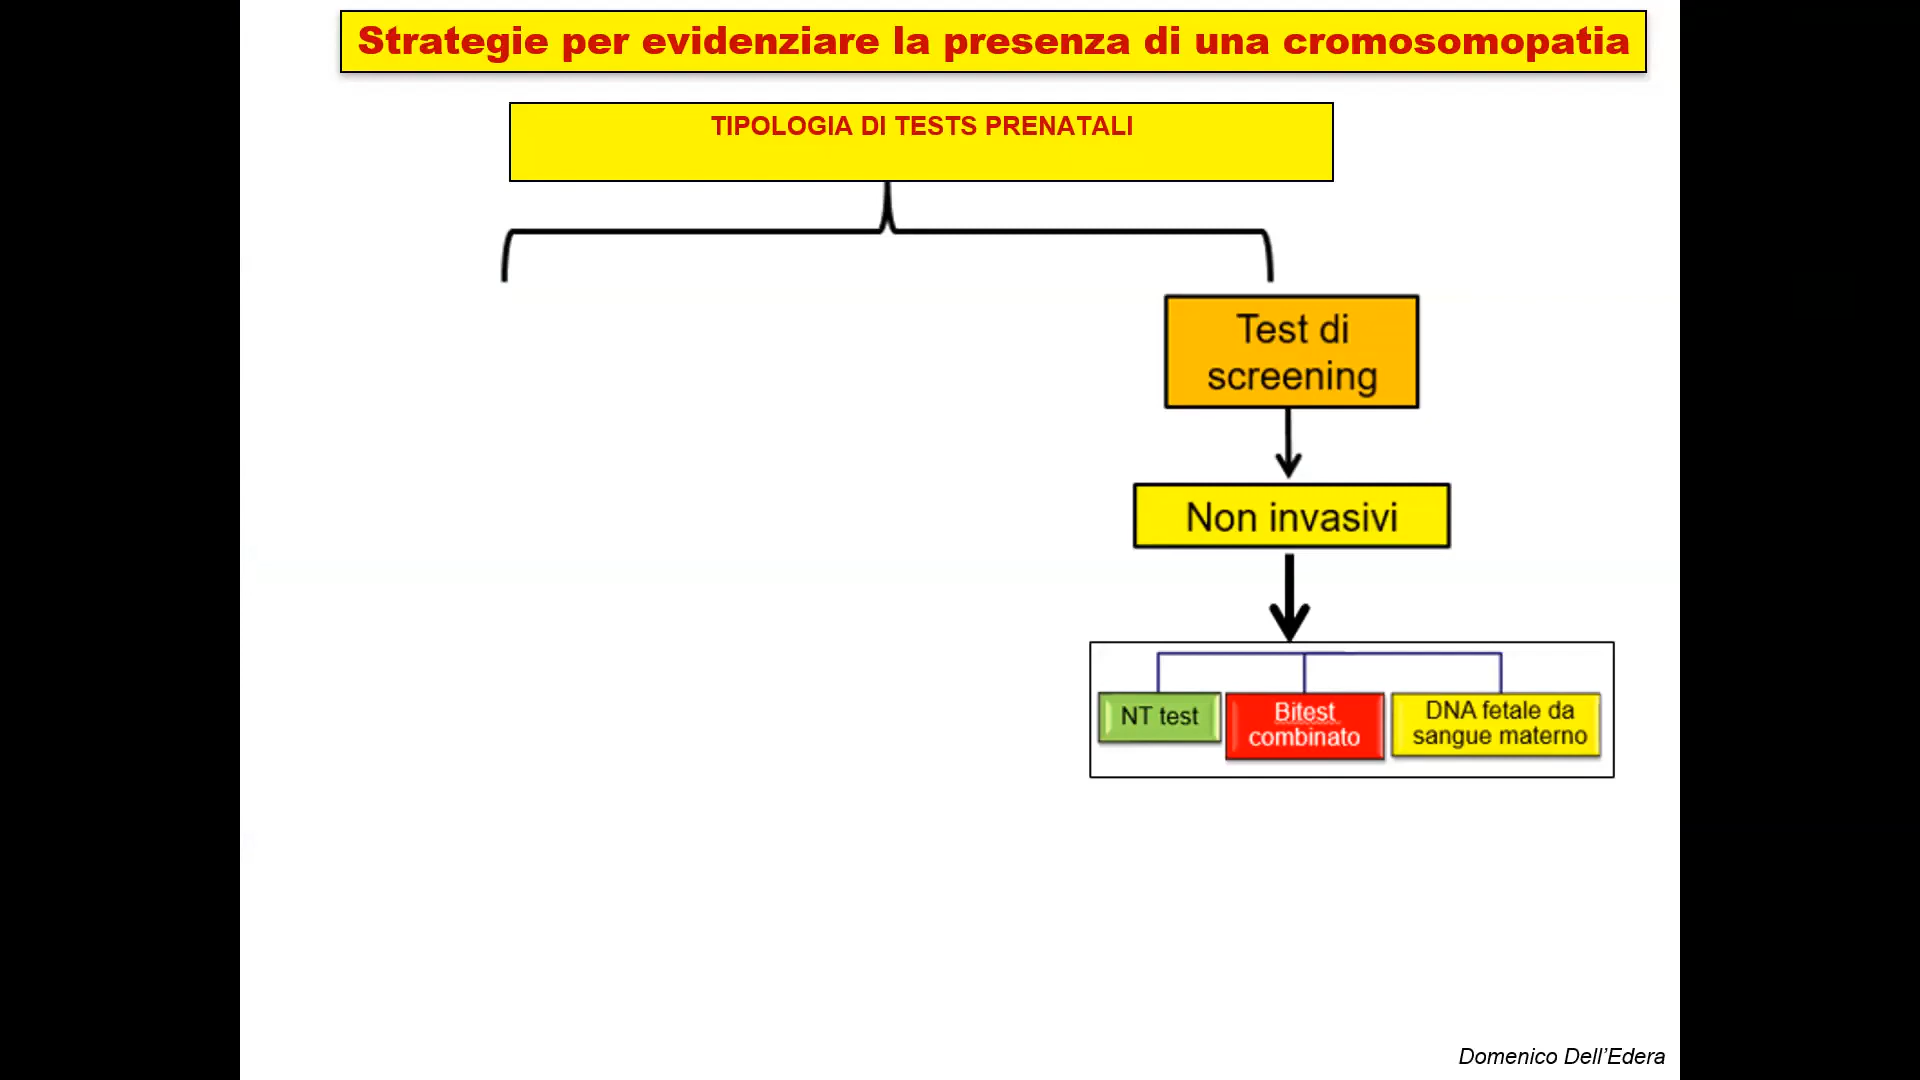 Strategie per evidenziare la presenza di una cromosomopatia
TIPOLOGIA DI TESTS PRENATALI
Test di
screening
Non invasivi
NT test
Bitest
combinato
DNA fetale da
sangue materno
Domenico Dell’Edera